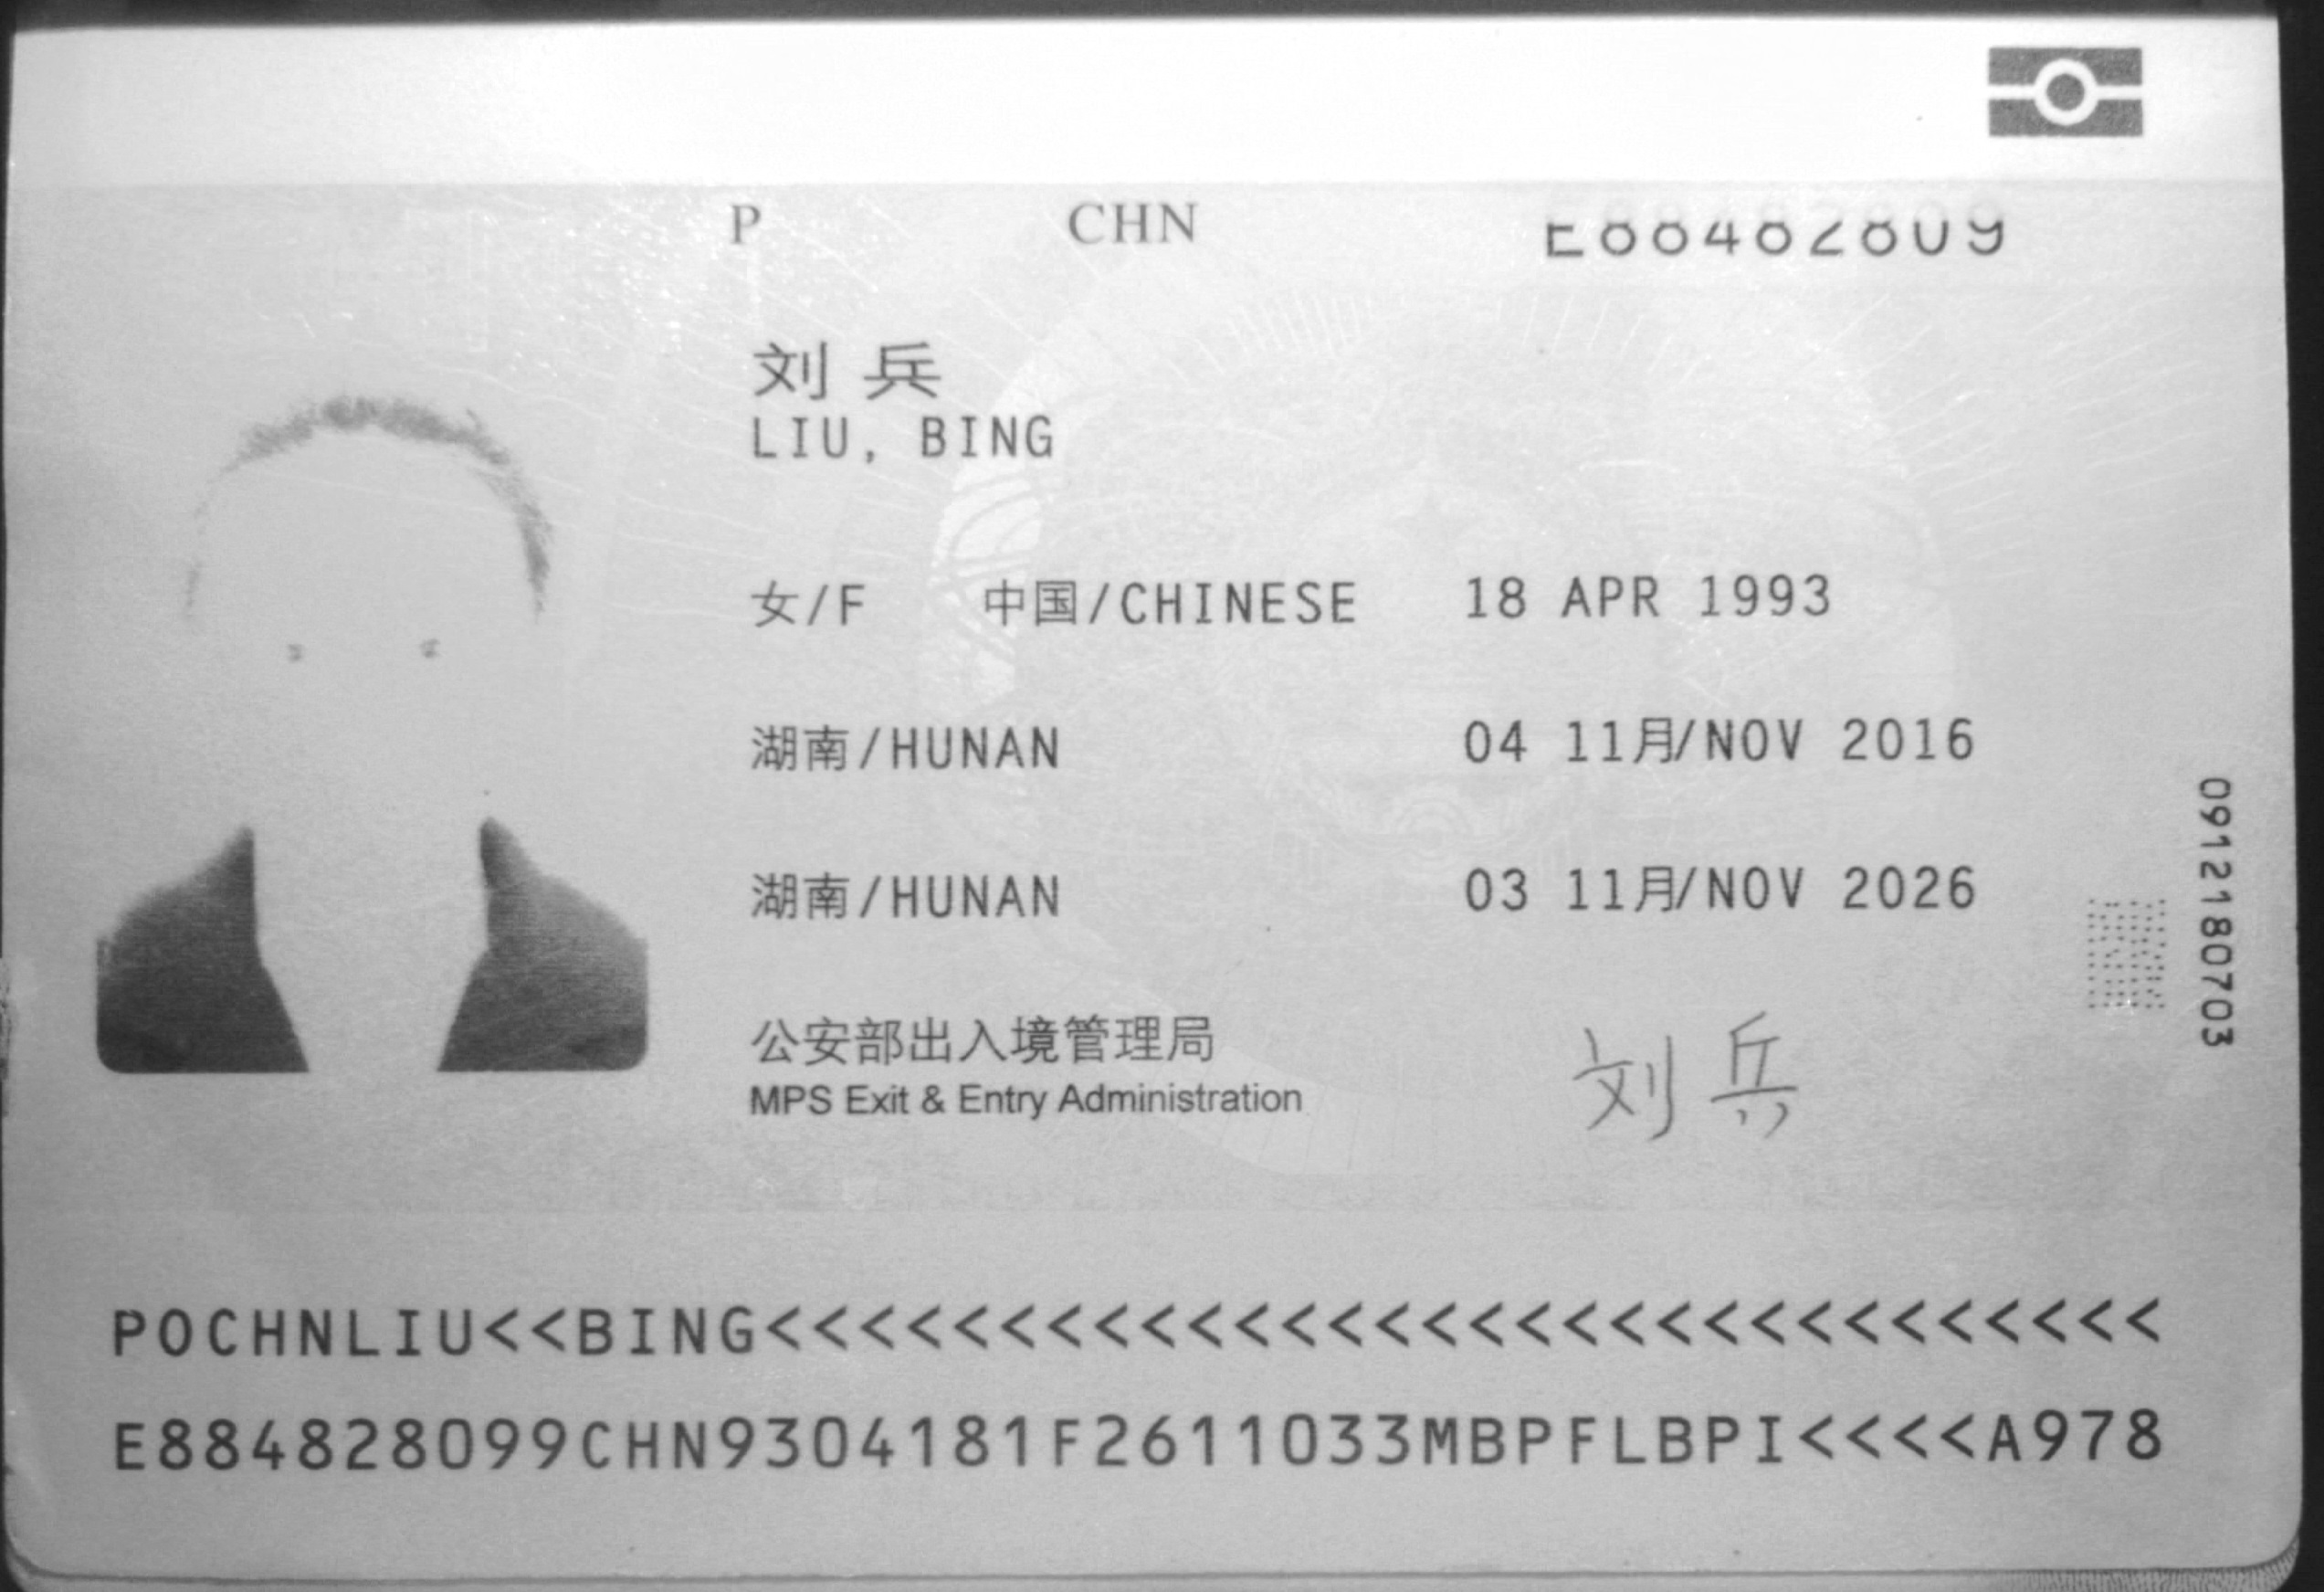 P CHN E88482809
刘兵
LIU, BING
女/F 中国/CHINESE 18 APR 1993
湖南/HUNAN 04 11月/NOV 2016
湖南/HUNAN 03 11月/NOV 2026
0912180703
公安部出入境管理局
MPS Exit & Entry Administration
刘兵
POCHNLIU<<BING<<<<<<<<<<<<<<<<<<<<<<<<<<<<<<
E884828099CHN9304181F2611033MBPFLBPI<<<<A978